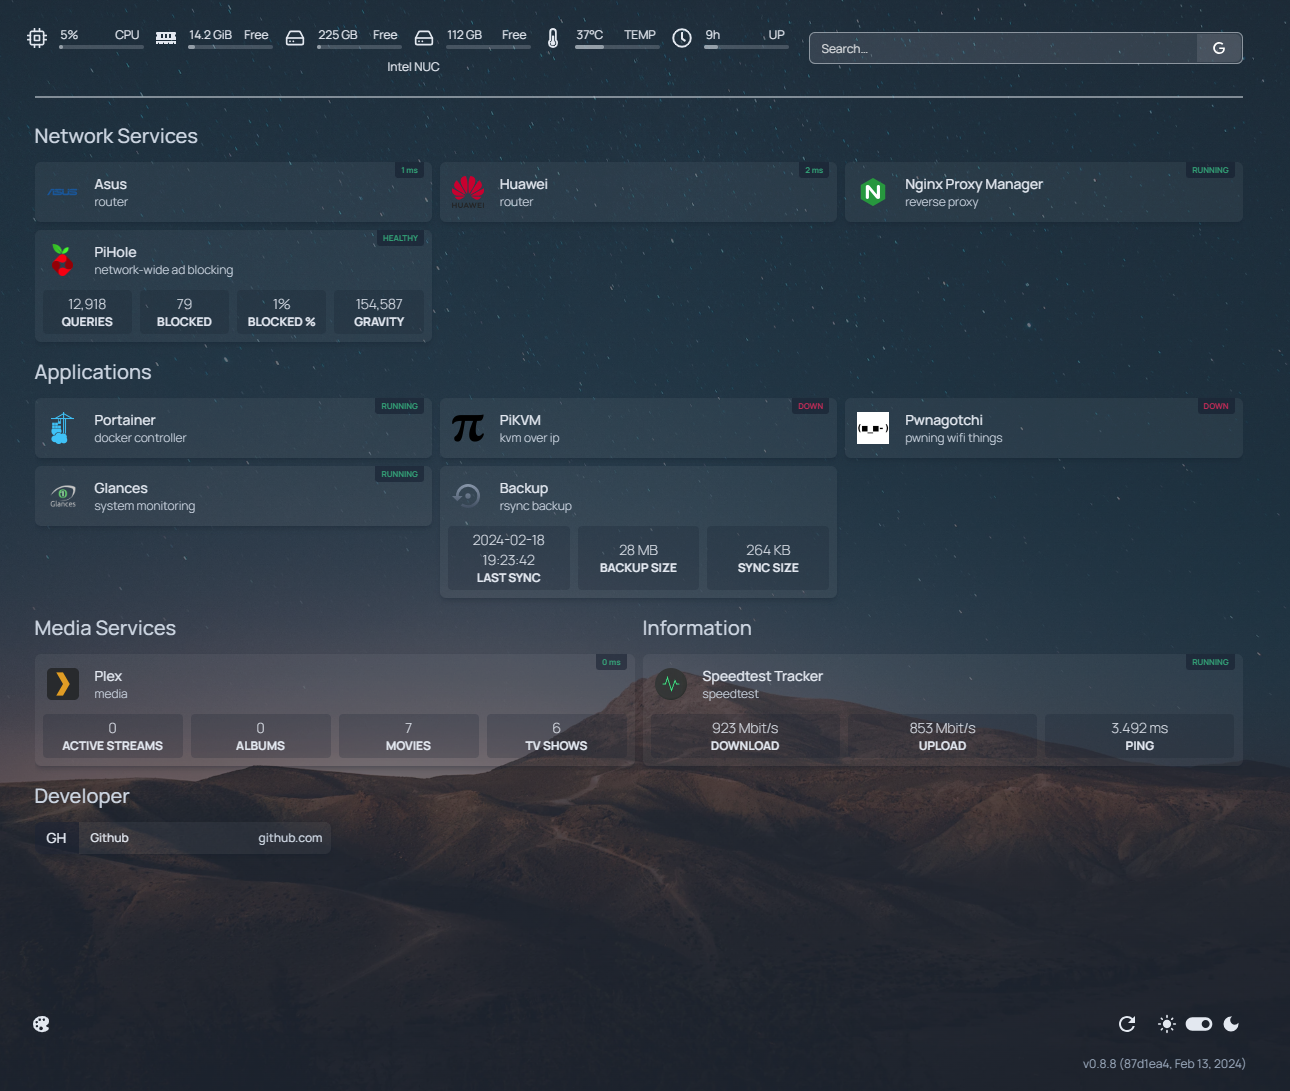 5% CPU 14.2 GiB Free 225 GB Free 112 GB Free 37°C TEMP 9h UP
Intel NUC
Search…
G
Network Services
1 ms
Asus
router
2 ms
Huawei
router
RUNNING
Nginx Proxy Manager
reverse proxy
HEALTHY
PiHole
network-wide ad blocking
12,918 79 1% 154,587
QUERIES BLOCKED BLOCKED % GRAVITY
Applications
RUNNING
Portainer
docker controller
DOWN
PiKVM
kvm over ip
DOWN
Pwnagotchi
pwning wifi things
RUNNING
Glances
system monitoring
Backup
rsync backup
2024-02-18
19:23:42
LAST SYNC
28 MB
BACKUP SIZE
264 KB
SYNC SIZE
Media Services
0 ms
Plex
media
0 0 7 6
ACTIVE STREAMS ALBUMS MOVIES TV SHOWS
Information
RUNNING
Speedtest Tracker
speedtest
923 Mbit/s 853 Mbit/s 3.492 ms
DOWNLOAD UPLOAD PING
Developer
GH Github github.com
v0.8.8 (87d1ea4, Feb 13, 2024)
ASUS
HUAWEI
N
π
(■_■-)
Glances